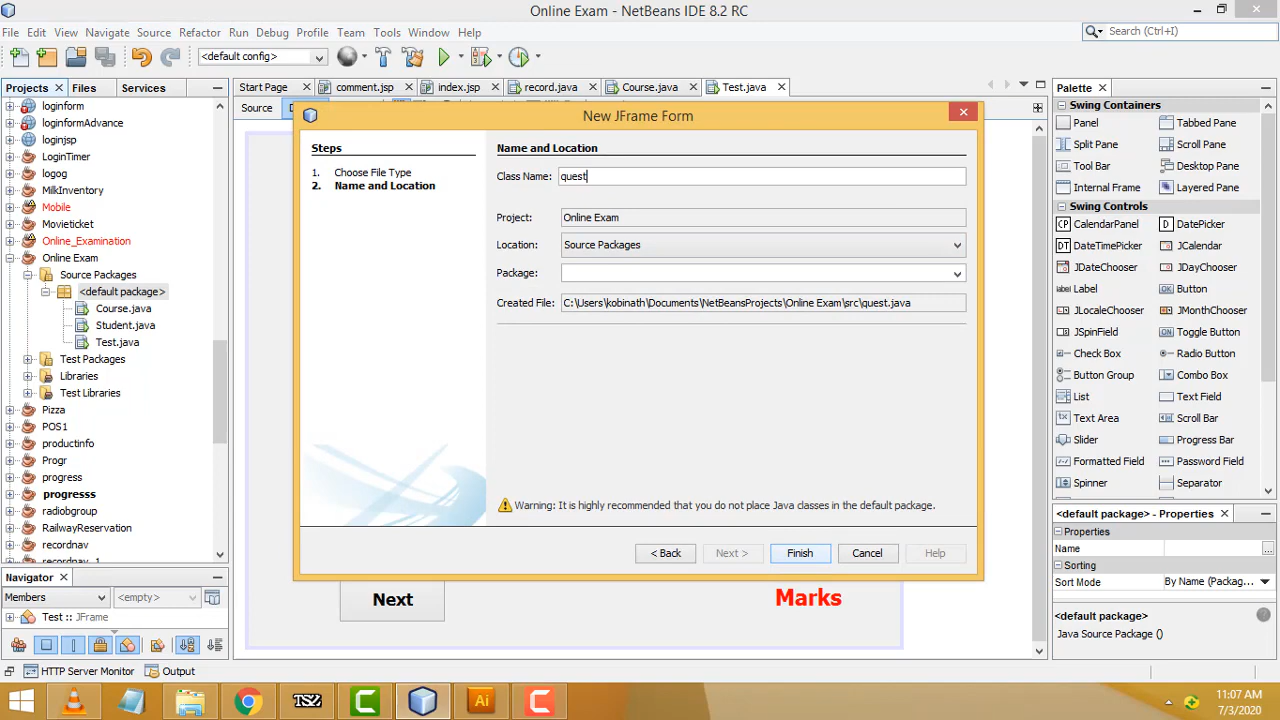 Online Exam - NetBeans IDE 8.2 RC
File Edit View Navigate Source Refactor Run Debug Profile Team Tools Window Help
Search (Ctrl+I)
<default config>
Projects Files Services
Start Page comment.jsp index.jsp record.java Course.java Test.java
Palette
Source
loginform
loginformAdvance
loginjsp
LoginTimer
logog
MilkInventory
Mobile
Movieticket
Online_Examination
Online Exam
Source Packages
<default package>
Course.java
Student.java
Test.java
Test Packages
Libraries
Test Libraries
Pizza
POS1
productinfo
Progr
progress
progresss
radiobgroup
RailwayReservation
recordnav
recordnav_1
New JFrame Form
Steps
1. Choose File Type
2. Name and Location
Name and Location
Class Name: quest
Project: Online Exam
Location: Source Packages
Package:
Created File: C:\Users\kobinath\Documents\NetBeansProjects\Online Exam\src\quest.java
Warning: It is highly recommended that you do not place Java classes in the default package.
< Back Next > Finish Cancel Help
Next
Marks
Swing Containers
Panel Tabbed Pane
Split Pane Scroll Pane
Tool Bar Desktop Pane
Internal Frame Layered Pane
Swing Controls
CalendarPanel DatePicker
DateTimePicker JCalendar
JDateChooser JDayChooser
Label Button
JLocaleChooser JMonthChooser
JSpinField Toggle Button
Check Box Radio Button
Button Group Combo Box
List Text Field
Text Area Scroll Bar
Slider Progress Bar
Formatted Field Password Field
Spinner Separator
<default package> - Properties
Properties
Name
Sorting
Sort Mode By Name (Packag...
<default package>
Java Source Package ()
Navigator
Members <empty>
Test :: JFrame
HTTP Server Monitor Output
TSZ
Ai
11:07 AM
7/3/2020